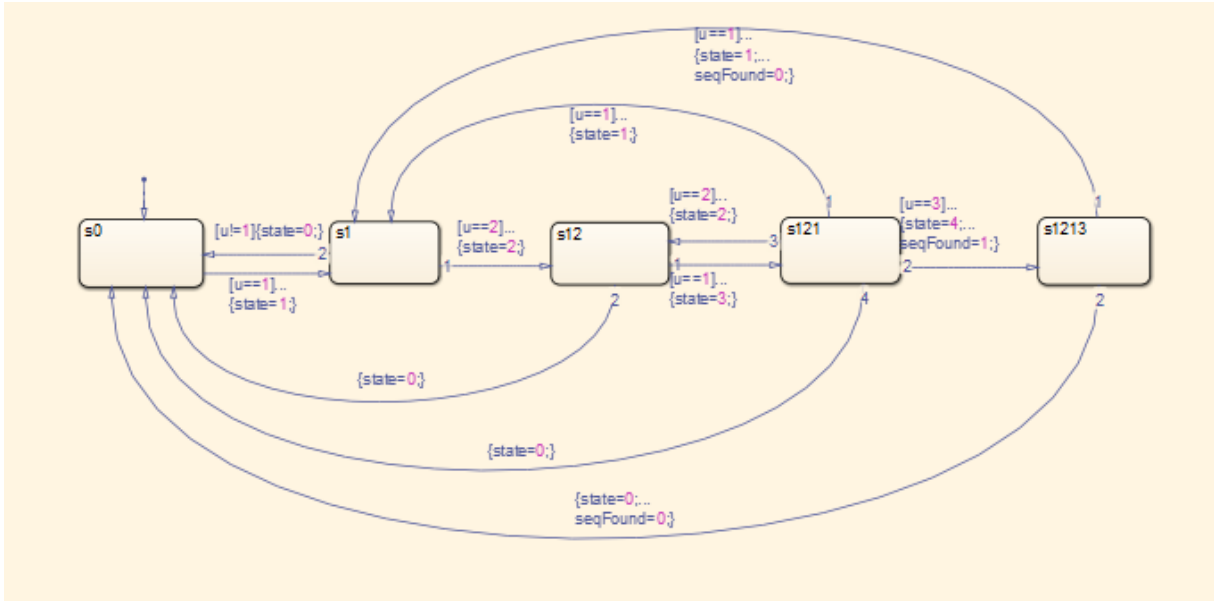 [u==1]...
{state=1;...
seqFound=0;}
[u==1]...
{state=1;}
s0
[u!=1]{state=0;}
2
s1
[u==1]...
{state=1;}
[u==2]...
{state=2;}
1
s12
[u==2]...
{state=2;}
3
1
[u==1]...
{state=3;}
2
1
s121
[u==3]...
{state=4;...
seqFound=1;}
2
4
1
s1213
2
{state=0;}
{state=0;}
{state=0;...
seqFound=0;}